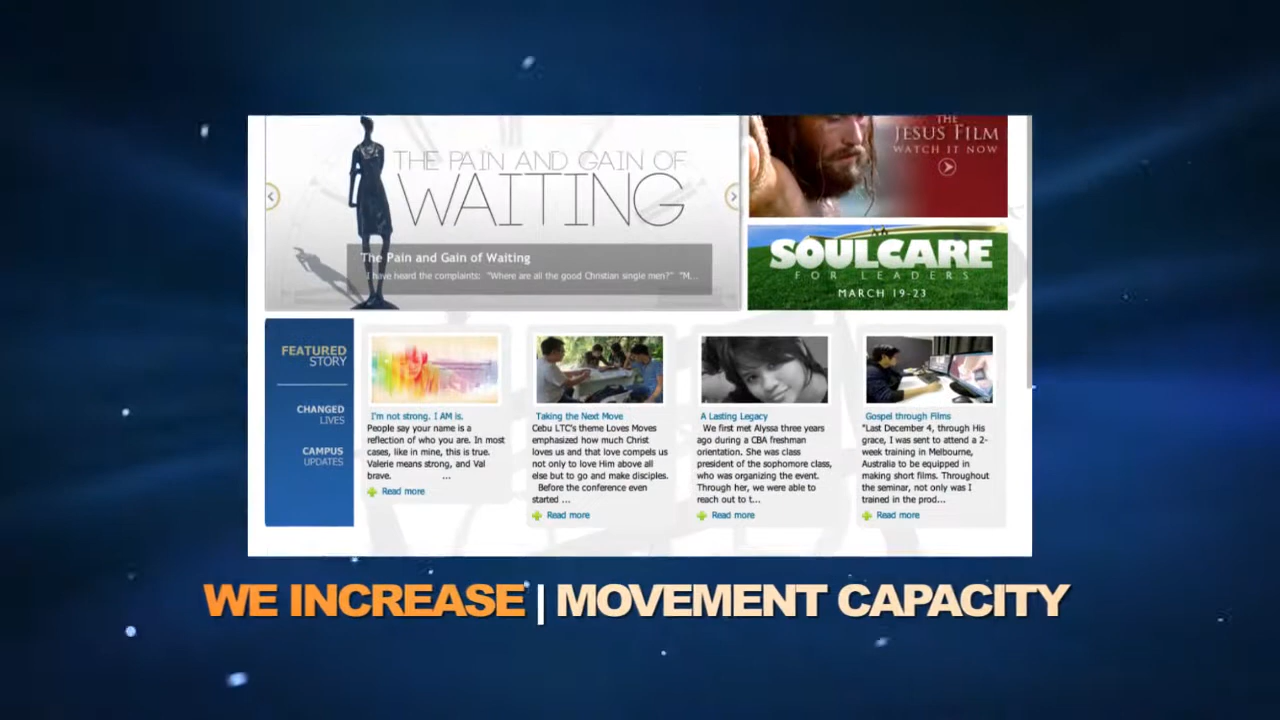 THE PAIN AND GAIN OF
WAITING
The Pain and Gain of Waiting
I have heard the complaints: "Where are all the good Christian single men?" "M...
THE
JESUS FILM
WATCH IT NOW
SOULCARE
FOR LEADERS
MARCH 19-23
FEATURED
STORY
CHANGED
LIVES
CAMPUS
UPDATES
I'm not strong. I AM is.
People say your name is a
reflection of who you are. In most
cases, like in mine, this is true.
Valerie means strong, and Val
brave. ...
Read more
Taking the Next Move
Cebu LTC's theme Loves Moves
emphasized how much Christ
loves us and that love compels us
not only to love Him above all
else but to go and make disciples.
Before the conference even
started ...
Read more
A Lasting Legacy
We first met Alyssa three years
ago during a CBA freshman
orientation. She was class
president of the sophomore class,
who was organizing the event.
Through her, we were able to
reach out to t...
Read more
Gospel through Films
"Last December 4, through His
grace, I was sent to attend a 2-
week training in Melbourne,
Australia to be equipped in
making short films. Throughout
the seminar, not only was I
trained in the prod...
Read more
WE INCREASE | MOVEMENT CAPACITY